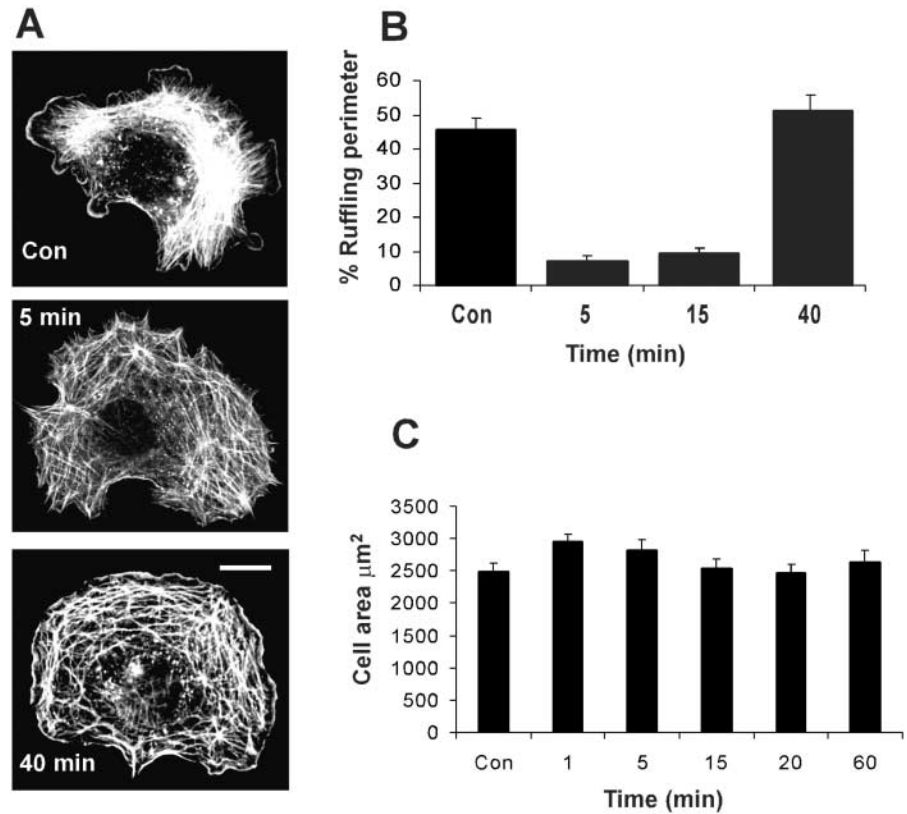 A
Con
5 min
40 min
B
% Ruffling perimeter
60
50
40
30
20
10
0
Con 5 15 40
Time (min)
C
Cell area μm²
3500
3000
2500
2000
1500
1000
500
0
Con 1 5 15 20 60
Time (min)